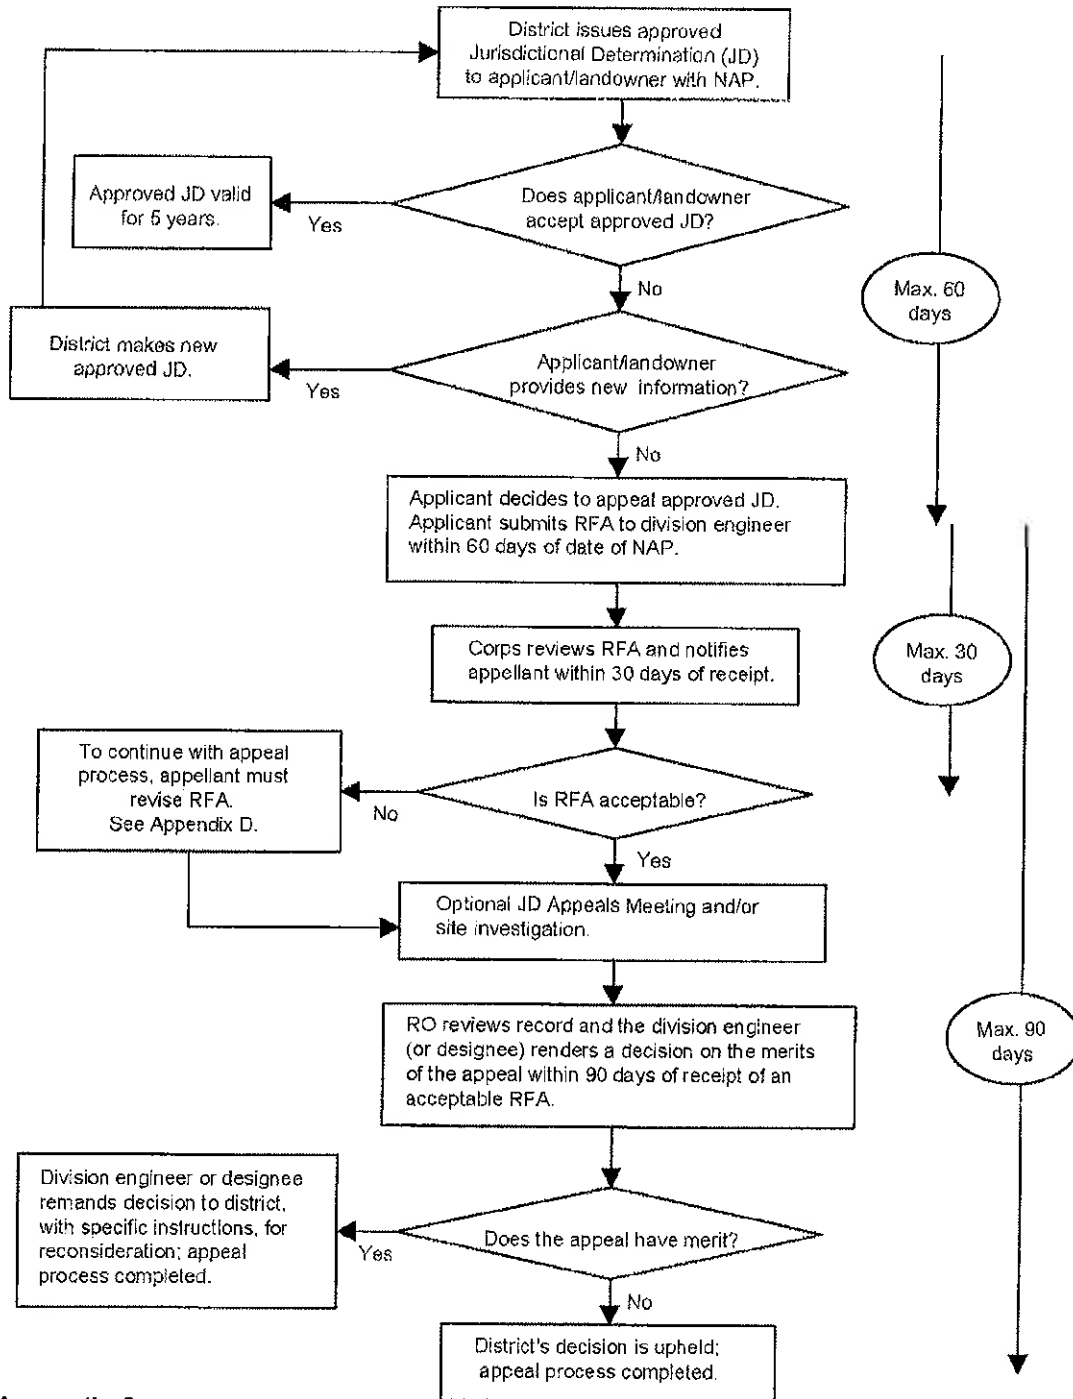 District issues approved
Jurisdictional Determination (JD)
to applicant/landowner with NAP.
Approved JD valid
for 5 years.
Yes
Does applicant/landowner
accept approved JD?
No
Max. 60
days
District makes new
approved JD.
Yes
Applicant/landowner
provides new information?
No
Applicant decides to appeal approved JD.
Applicant submits RFA to division engineer
within 60 days of date of NAP.
Corps reviews RFA and notifies
appellant within 30 days of receipt.
Max. 30
days
To continue with appeal
process, appellant must
revise RFA.
See Appendix D.
No
Is RFA acceptable?
Yes
Optional JD Appeals Meeting and/or
site investigation.
RO reviews record and the division engineer
(or designee) renders a decision on the merits
of the appeal within 90 days of receipt of an
acceptable RFA.
Max. 90
days
Division engineer or designee
remands decision to district,
with specific instructions, for
reconsideration; appeal
process completed.
Yes
Does the appeal have merit?
No
District's decision is upheld;
appeal process completed.